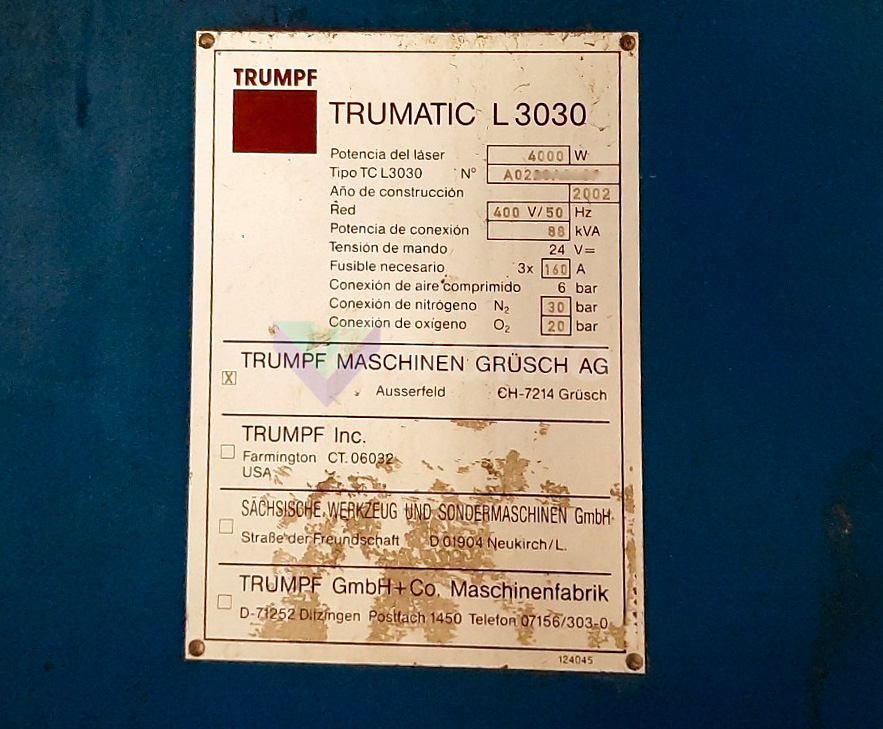 TRUMPF
TRUMATIC L3030
Potencia del láser 4000 W
Tipo TC L3030 Nº
Año de construcción 2002
Red 400 V/50 Hz
Potencia de conexión 88 kVA
Tensión de mando 24 V=
Fusible necesario 3x 160 A
Conexión de aire comprimido 6 bar
Conexión de nitrógeno N₂ 30 bar
Conexión de oxígeno O₂ 20 bar
TRUMPF MASCHINEN GRÜSCH AG
X
Ausserfeld CH-7214 Grüsch
TRUMPF Inc.
Farmington CT. 06032
USA
SÄCHSISCHE WERKZEUG UND SONDERMASCHINEN GmbH
Straße der Freundschaft D 01904 Neukirch/L.
TRUMPF GmbH+Co. Maschinenfabrik
D-71252 Ditzingen Postfach 1450 Telefon 07156/303-0
124045